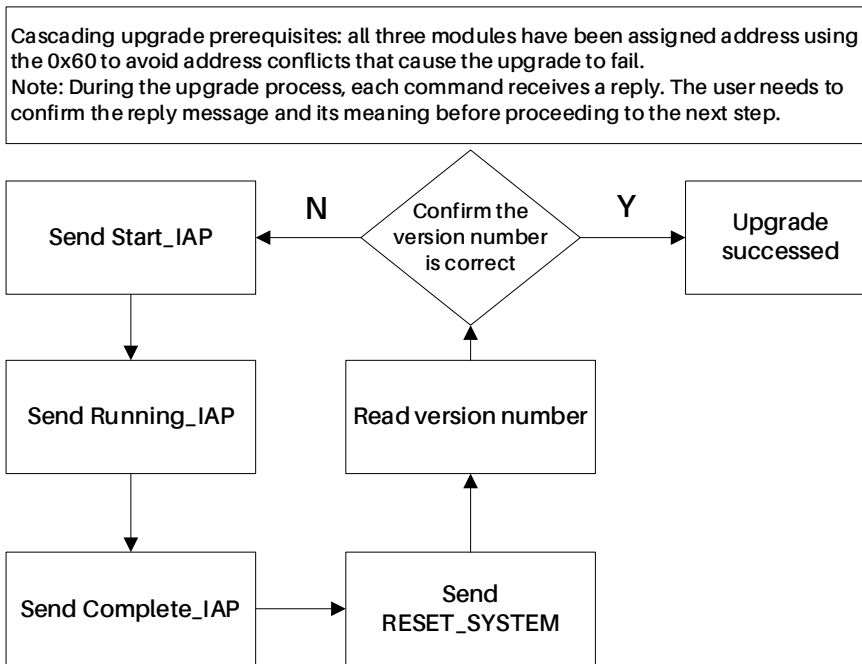 Cascading upgrade prerequisites: all three modules have been assigned address using
the 0x60 to avoid address conflicts that cause the upgrade to fail.
Note: During the upgrade process, each command receives a reply. The user needs to
confirm the reply message and its meaning before proceeding to the next step.
Send Start_IAP
N
Confirm the
version number
is correct
Y
Upgrade
successed
Send Running_IAP
Read version number
Send Complete_IAP
Send
RESET_SYSTEM